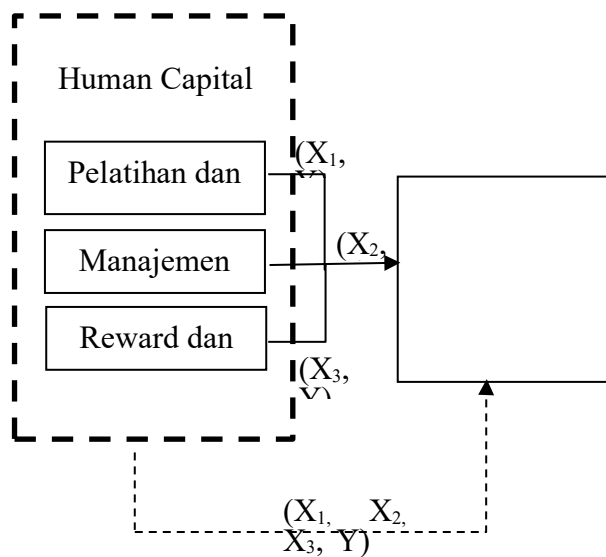 Human Capital
Pelatihan dan
(X₁,
Manajemen
(X₂,
Reward dan
(X₃,
(X₁, X₂,
X₃, Y)